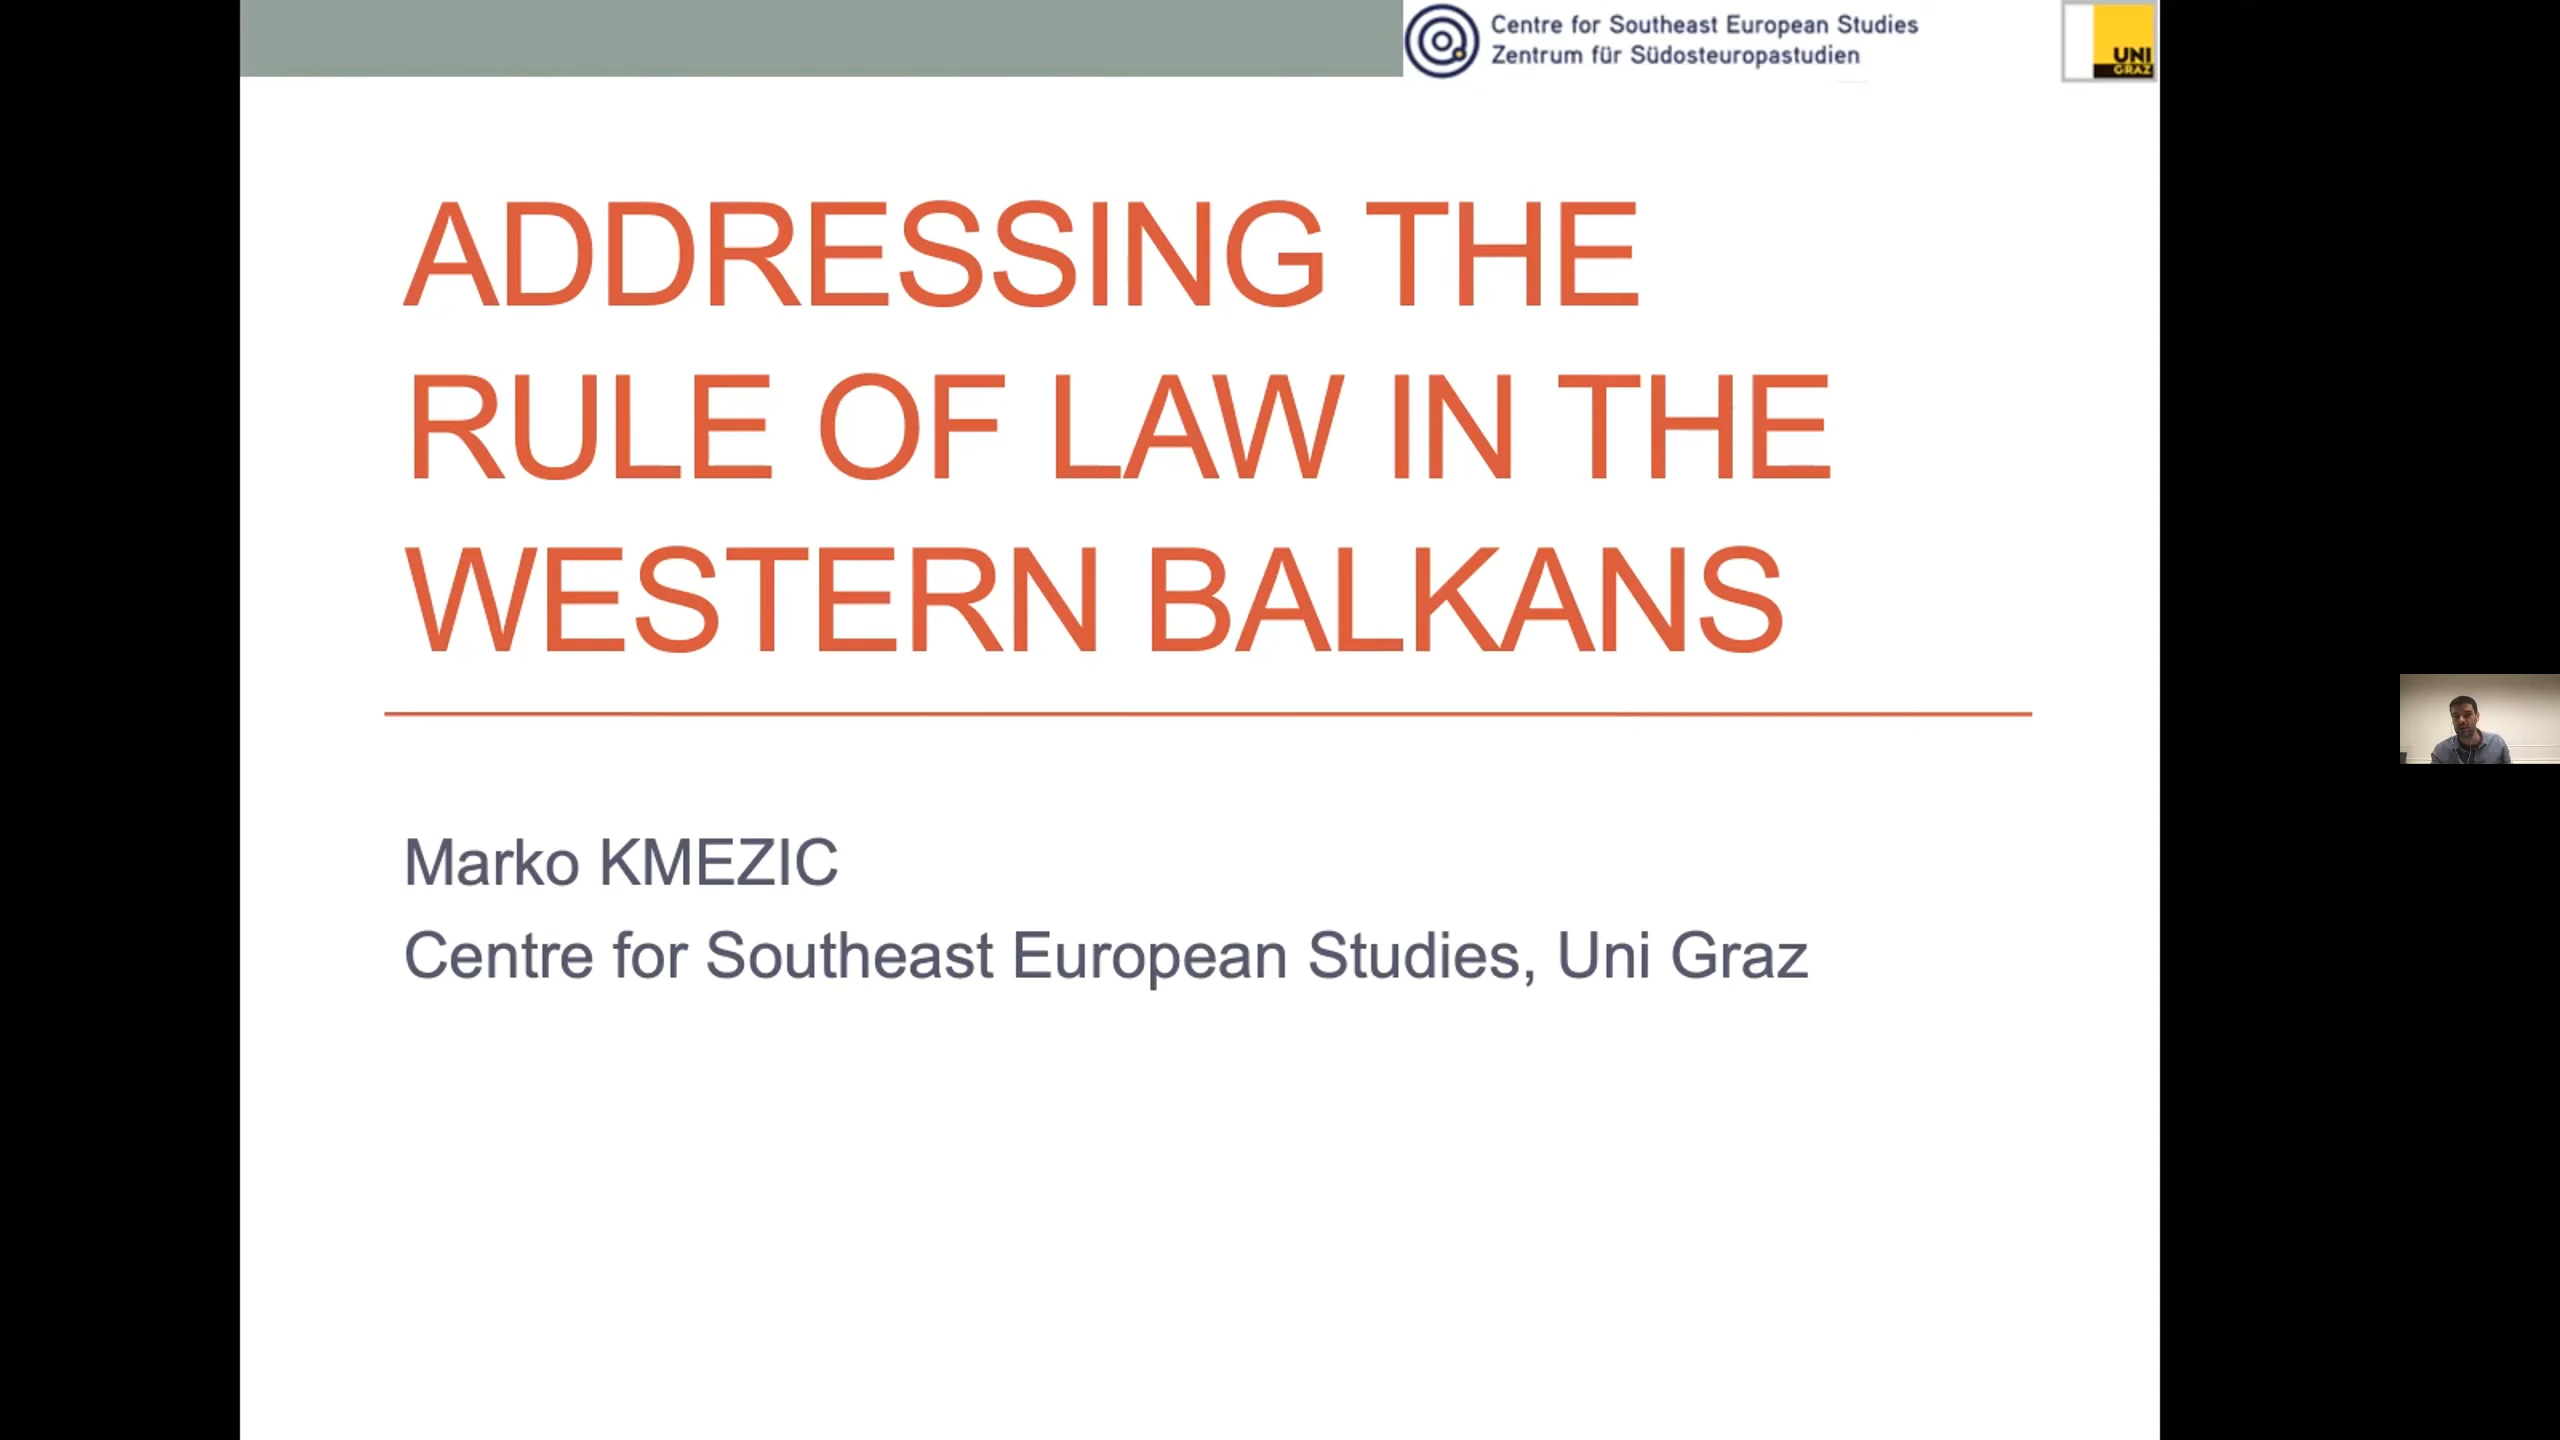 Centre for Southeast European Studies
Zentrum für Südosteuropastudien
UNI
GRAZ
ADDRESSING THE
RULE OF LAW IN THE
WESTERN BALKANS
Marko KMEZIC
Centre for Southeast European Studies, Uni Graz